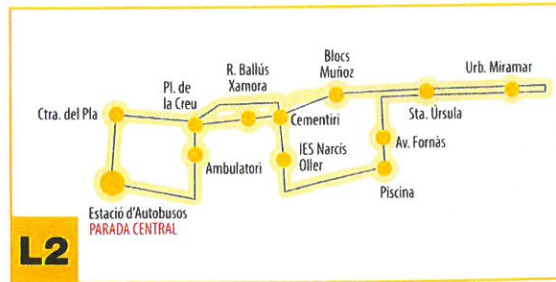 Blocs
Muñoz
R. Ballús
Xamora
Urb. Miramar
Pl. de
la Creu
Ctra. del Pla
Cementiri
Sta. Úrsula
IES Narcís
Oller
Av. Fornàs
Ambulatori
Piscina
Estació d'Autobusos
PARADA CENTRAL
L2